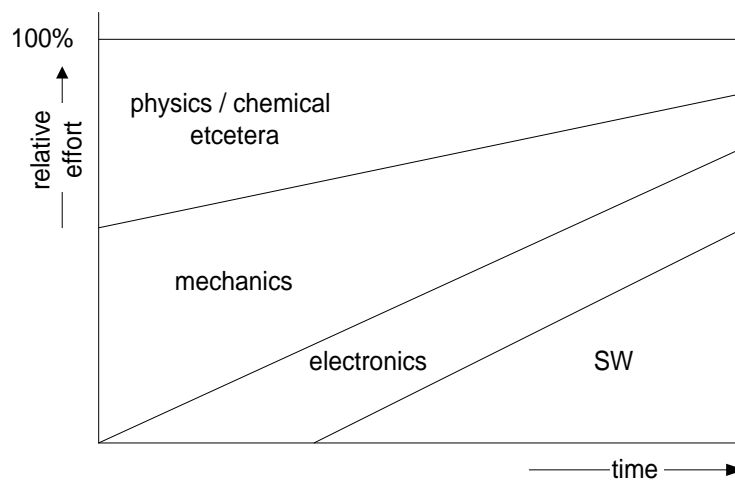 100%
physics / chemical
etcetera
relative
effort
mechanics
electronics
SW
time